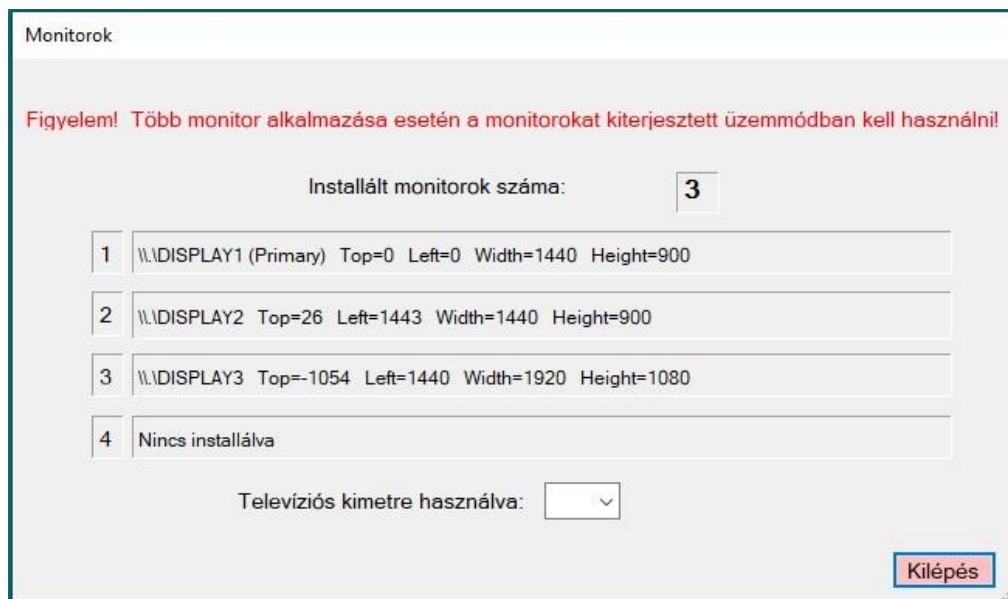 Monitorok
Figyelem! Több monitor alkalmazása esetén a monitorokat kiterjesztett üzemmódban kell használni!
Installált monitorok száma: 3
1 \\.\DISPLAY1 (Primary) Top=0 Left=0 Width=1440 Height=900
2 \\.\DISPLAY2 Top=26 Left=1443 Width=1440 Height=900
3 \\.\DISPLAY3 Top=-1054 Left=1440 Width=1920 Height=1080
4 Nincs installálva
Televíziós kimetre használva:
Kilépés